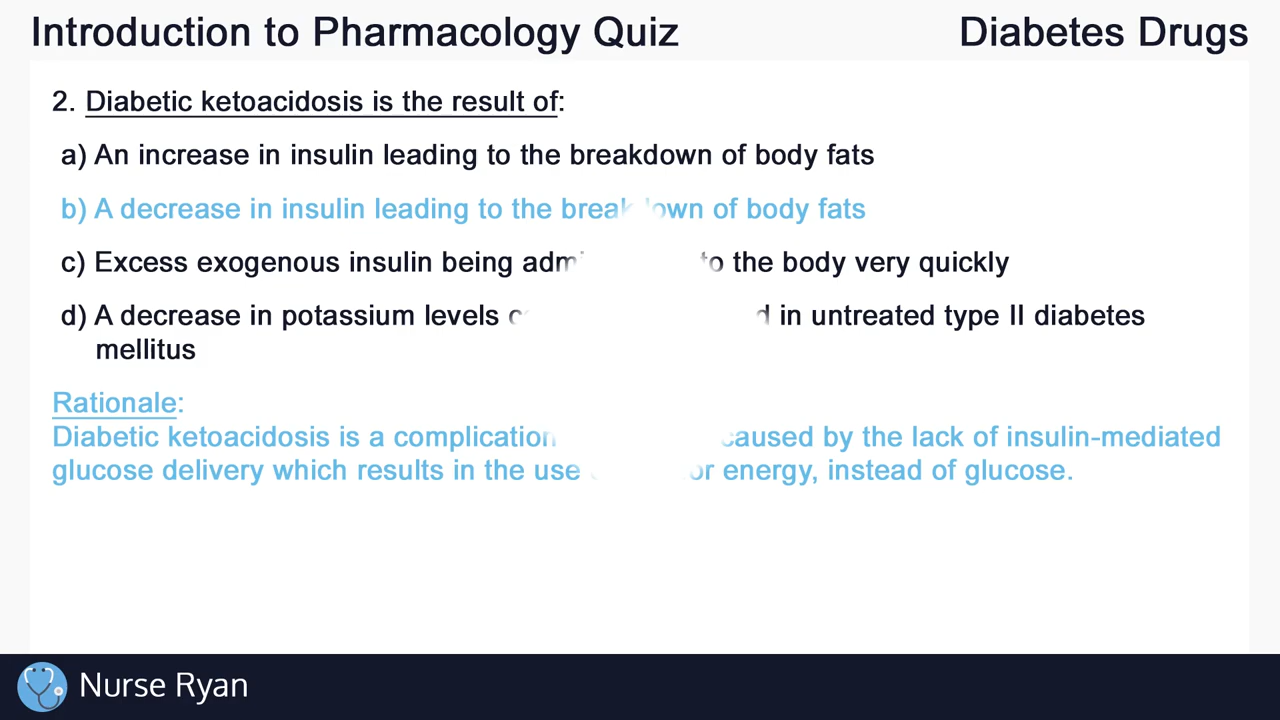 Introduction to Pharmacology Quiz
Diabetes Drugs
2. Diabetic ketoacidosis is the result of:
a) An increase in insulin leading to the breakdown of body fats
b) A decrease in insulin leading to the breakdown of body fats
c) Excess exogenous insulin being to the body very quickly
d) A decrease in potassium levels in untreated type II diabetes
mellitus
Rationale:
Diabetic ketoacidosis is a complication caused by the lack of insulin-mediated
glucose delivery which results in the use energy, instead of glucose.
Nurse Ryan